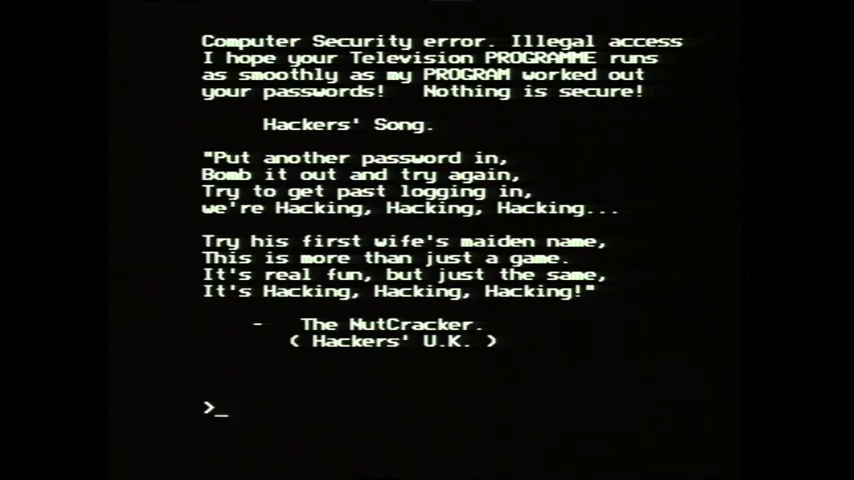 Computer Security error. Illegal access
I hope your Television PROGRAMME runs
as smoothly as my PROGRAM worked out
your passwords! Nothing is secure!
Hackers' Song.
"Put another password in,
Bomb it out and try again,
Try to get past logging in,
we're Hacking, Hacking, Hacking...
Try his first wife's maiden name,
This is more than just a game.
It's real fun, but just the same,
It's Hacking, Hacking, Hacking!"
- The NutCracker.
( Hackers' U.K. )
>_